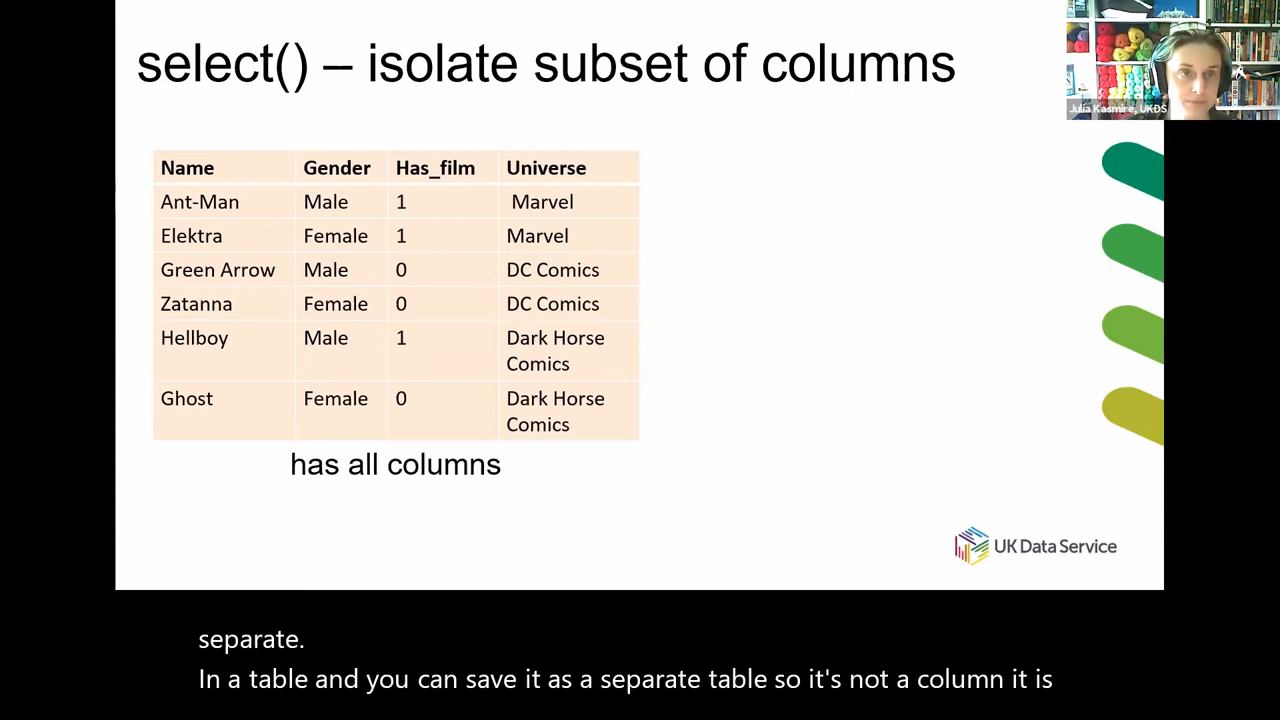 select() – isolate subset of columns
Julia Kasmire, UKDS
Name Gender Has_film Universe
Ant-Man Male 1 Marvel
Elektra Female 1 Marvel
Green Arrow Male 0 DC Comics
Zatanna Female 0 DC Comics
Hellboy Male 1 Dark Horse
Comics
Ghost Female 0 Dark Horse
Comics
has all columns
UK Data Service
separate.
In a table and you can save it as a separate table so it's not a column it is